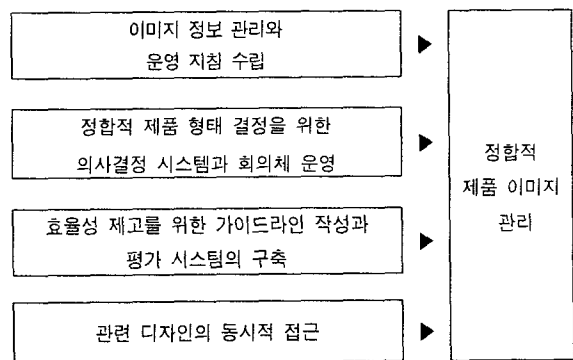 이미지 정보 관리와
운영 지침 수립
정합적 제품 형태 결정을 위한
의사결정 시스템과 회의체 운영
효율성 제고를 위한 가이드라인 작성과
평가 시스팀의 구축
관련 디자인의 동시적 접근
정합적
제품 이미지
관리